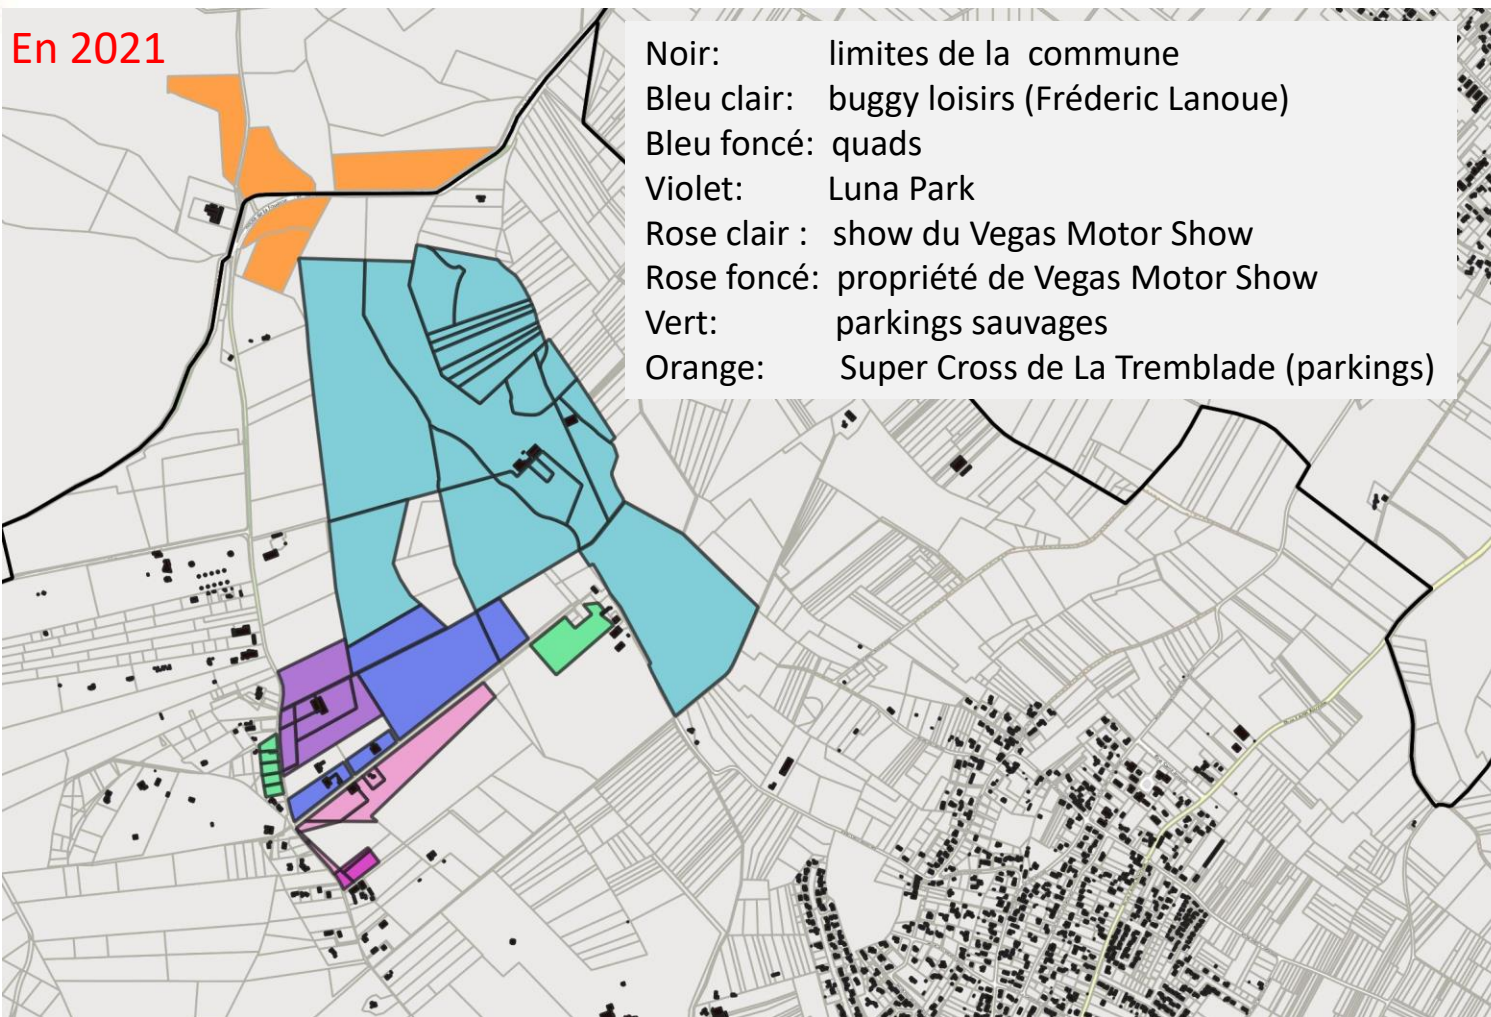 En 2021
Noir: limites de la commune
Bleu clair: buggy loisirs (Fréderic Lanoue)
Bleu foncé: quads
Violet: Luna Park
Rose clair : show du Vegas Motor Show
Rose foncé: propriété de Vegas Motor Show
Vert: parkings sauvages
Orange: Super Cross de La Tremblade (parkings)